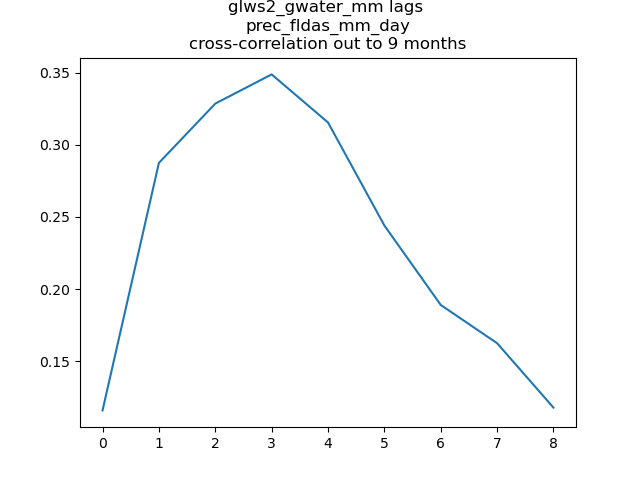 glws2_gwater_mm lags
prec_fldas_mm_day
cross-correlation out to 9 months
0.35
0.30
0.25
0.20
0.15
0 1 2 3 4 5 6 7 8